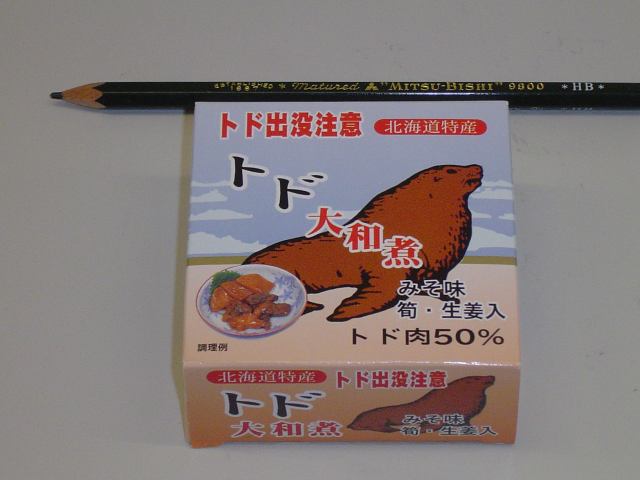 Matured "MITSU-BISHI" 9800 *HB*
トド出没注意 北海道特産
トド
大和煮
みそ味
筍・生姜入
トド肉50%
調理例
北海道特産 トド出没注意
トド
大和煮
みそ味
筍・生姜入